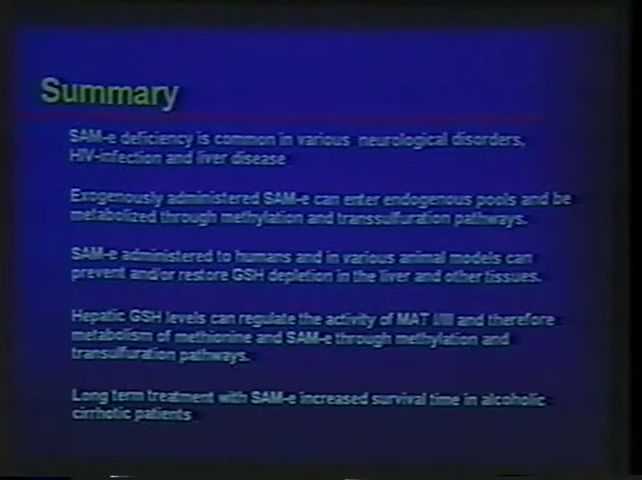 Summary
SAM-e deficiency is common in various neurological disorders,
HIV-infection and liver disease
Exogenously administered SAM-e can enter endogenous pools and be
metabolized through methylation and transsulfuration pathways.
SAM-e administered to humans and in various animal models can
prevent and/or restore GSH depletion in the liver and other tissues.
Hepatic GSH levels can regulate the activity of MAT I/III and therefore
metabolism of methionine and SAM-e through methylation and
transulfuration pathways.
Long term treatment with SAM-e increased survival time in alcoholic
cirrhotic patients